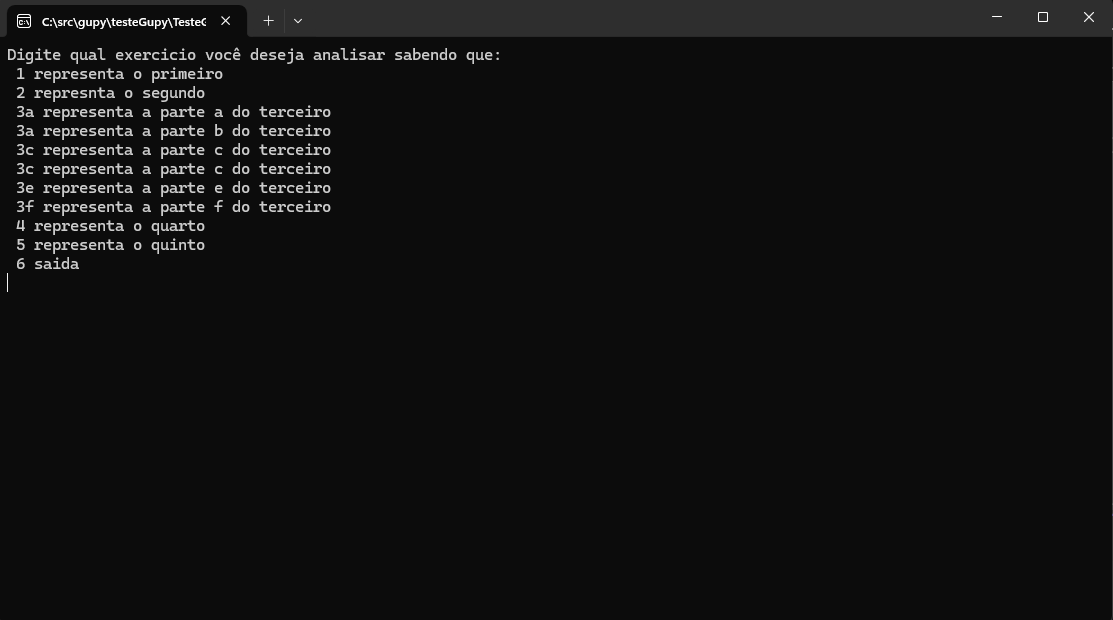 C:\src\gupy\testeGupy\Teste
Digite qual exercicio você deseja analisar sabendo que:
1 representa o primeiro
2 represnta o segundo
3a representa a parte a do terceiro
3a representa a parte b do terceiro
3c representa a parte c do terceiro
3c representa a parte c do terceiro
3e representa a parte e do terceiro
3f representa a parte f do terceiro
4 representa o quarto
5 representa o quinto
6 saida